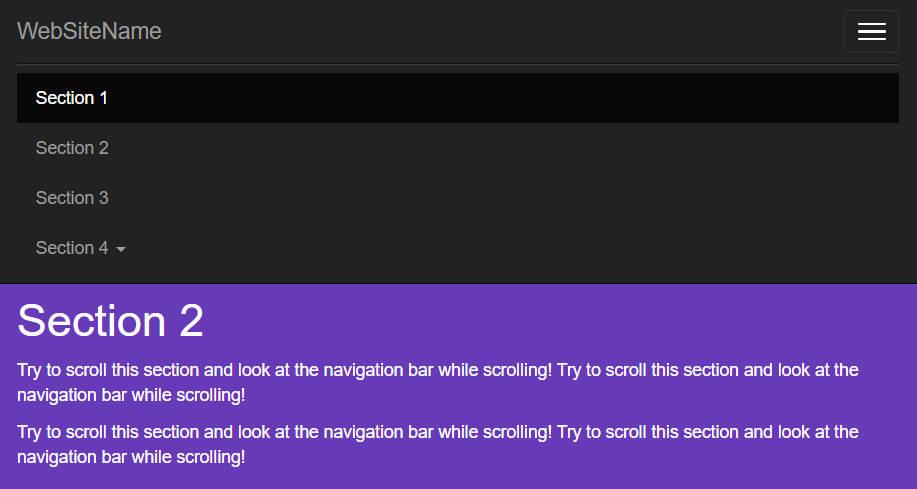 WebSiteName
Section 1
Section 2
Section 3
Section 4
Section 2
Try to scroll this section and look at the navigation bar while scrolling! Try to scroll this section and look at the
navigation bar while scrolling!
Try to scroll this section and look at the navigation bar while scrolling! Try to scroll this section and look at the
navigation bar while scrolling!